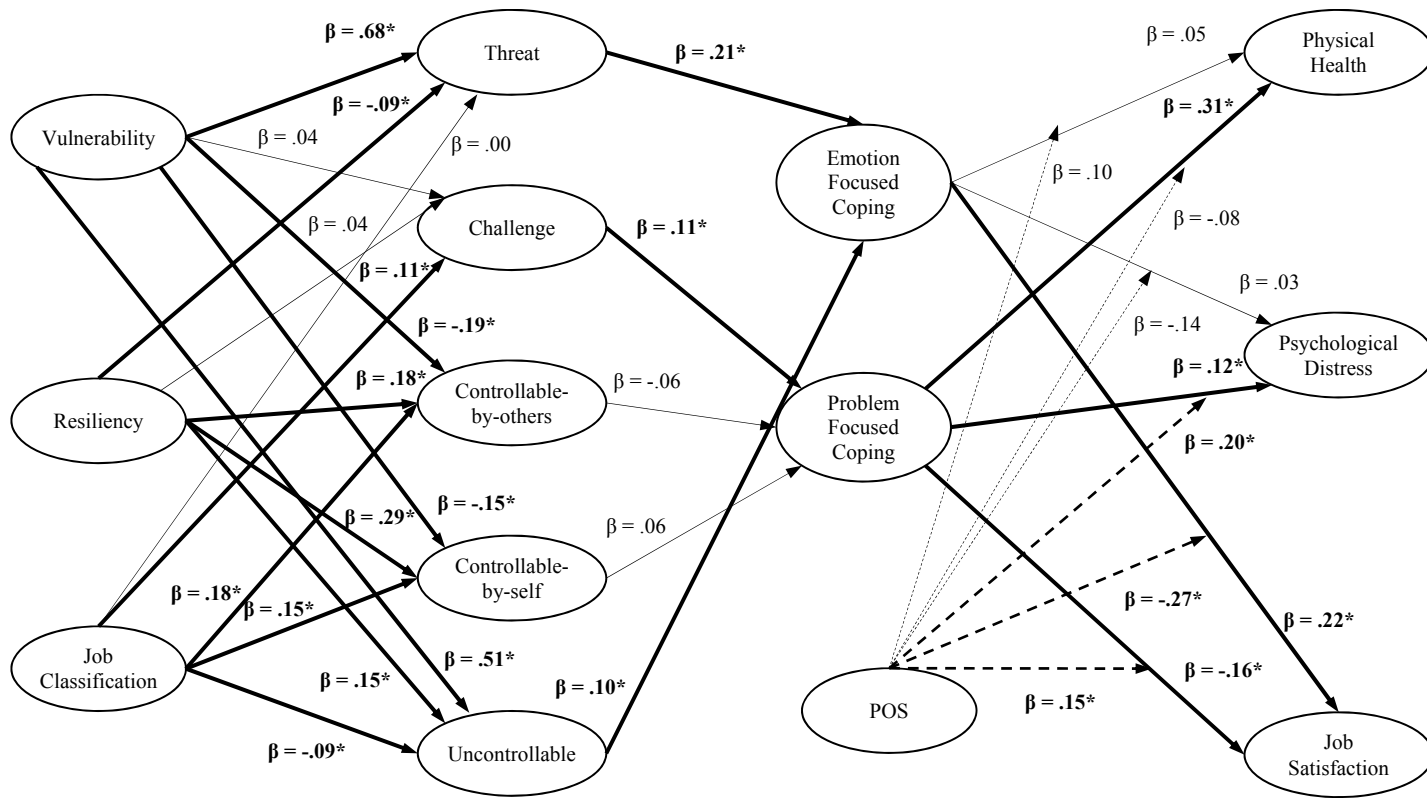 β = .68*
Threat
β = .21*
β = .05
Physical
Health
β = -.09*
β = .31*
Vulnerability
β = .04
β = .00
Emotion
Focused
Coping
β = .10
β = .04
Challenge
β = .11*
β = -.08
β = .11*
β = .03
β = -.19*
β = -.14
Psychological
Distress
β = .18*
Controllable-
by-others
β = -.06
β = .12*
Resiliency
Problem
Focused
Coping
β = .20*
β = -.15*
β = .29*
β = .06
Controllable-
by-self
β = .18*
β = .15*
β = -.27*
β = .22*
Job
Classification
β = .51*
β = .15*
β = .10*
β = -.16*
POS
β = .15*
β = -.09*
Uncontrollable
Job
Satisfaction